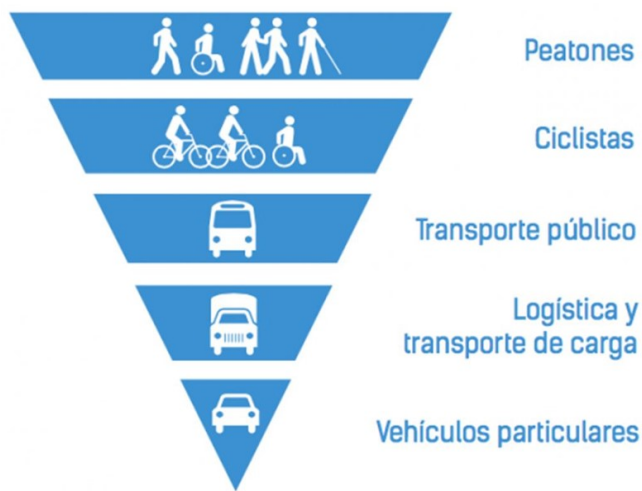 Peatones
Ciclistas
Transporte público
Logística y
transporte de carga
Vehículos particulares